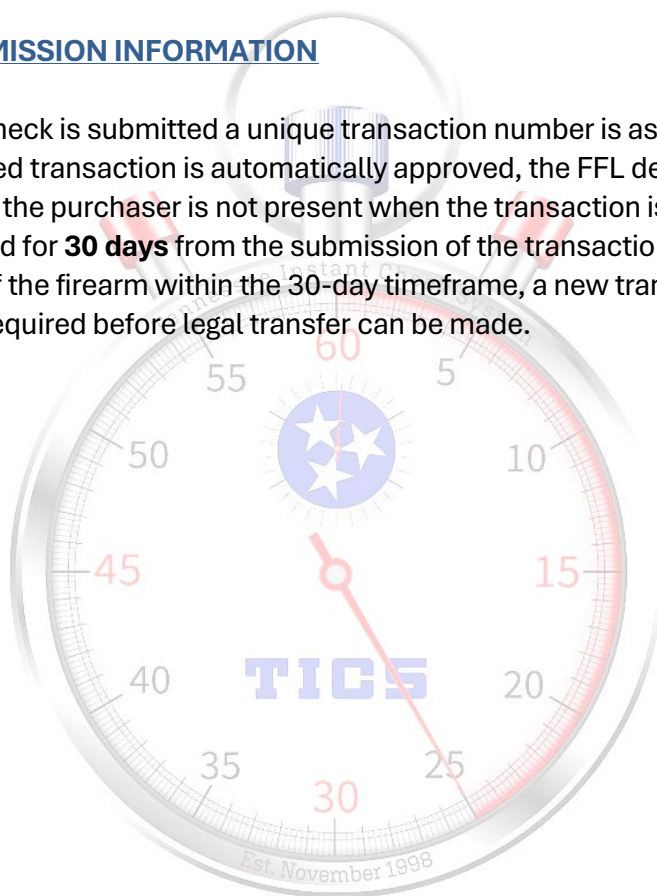 MISSION INFORMATION
neck is submitted a unique transaction number is as
ed transaction is automatically approved, the FFL de
the purchaser is not present when the transaction is
d for 30 days from the submission of the transactio
f the firearm within the 30-day timeframe, a new tran
equired before legal transfer can be made.
Instant
60
55
5
50
10
45
15
TICS
40
20
35
25
30
Est. November 1998